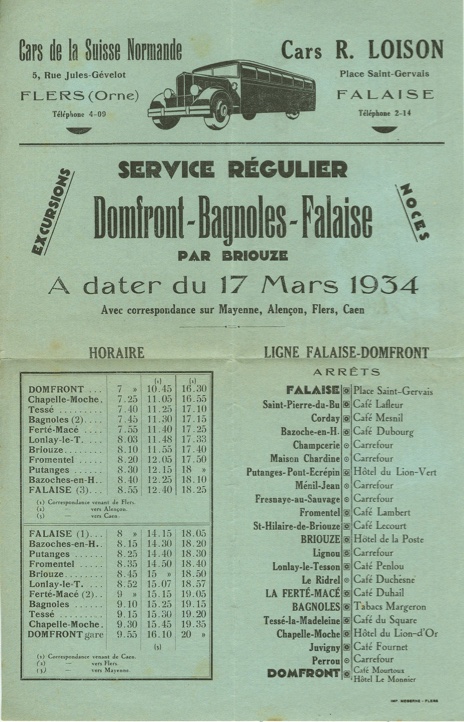 Cars de la Suisse Normande
5, Rue Jules-Gévelot
FLERS (Orne)
Téléphone 4-09
Cars R. LOISON
Place Saint-Gervais
FALAISE
Téléphone 2-14
EXCURSIONS
SERVICE RÉGULIER
Domfront-Bagnoles-Falaise
PAR BRIOUZE
NOCES
A dater du 17 Mars 1934
Avec correspondance sur Mayenne, Alençon, Flers, Caen
HORAIRE
DOMFRONT ... 7 » 10.45 16.30
Chapelle-Moche. 7.25 11.05 16.55
Tessé ........ 7.40 11.25 17.10
Bagnoles (2) .... 7.45 11.30 17.15
Ferté-Macé .... 7.55 11.40 17.25
Lonlay-le-T. ... 8.03 11.48 17.33
Briouze........ 8.10 11.55 17.40
Fromentel .... 8.20 12.05 17.50
Putanges ..... 8.30 12.15 18 »
Bazoches-en-H.. 8.40 12.25 18.10
FALAISE (3)... 8.55 12.40 18.25
(1) Correspondance venant de Flers.
(2) — vers Alençon.
(3) — vers Caen.
FALAISE (1)... 8 » 14.15 18.05
Bazoches-en-H.. 8.15 14.30 18.20
Putanges ..... 8.25 14.40 18.30
Fromentel .... 8.35 14.50 18.40
Briouze....... 8.45 15 » 18.50
Lonlay-le-T. ... 8.52 15.07 18.57
Ferté-Macé (2).. 9 » 15.15 19.05
Bagnoles ..... 9.10 15.25 19.15
Tessé ........ 9.15 15.30 19.20
Chapelle-Moche. 9.30 15.45 19.35
DOMFRONT gare 9.55 16.10 20 »
(3)
(1) Correspondance venant de Caen.
(2) — vers Flers.
(3) — vers Mayenne.
LIGNE FALAISE-DOMFRONT
ARRÊTS
FALAISE Place Saint-Gervais
Saint-Pierre-du-Bu Café Lafleur
Corday Café Mesnil
Bazoche-en-H. Café Dubourg
Champcerie Carrefour
Maison Chardine Carrefour
Putanges-Pont-Ecrépin Hôtel du Lion-Vert
Ménil-Jean Carrefour
Fresnaye-au-Sauvage Carrefour
Fromentel Café Lambert
St-Hilaire-de-Briouze Café Lecourt
BRIOUZE Hôtel de la Poste
Lignou Carrefour
Lonlay-le-Tesson Café Penlou
Le Ridrel Café Duchesné
LA FERTÉ-MACÉ Café Duhail
BAGNOLES Tabacs Margeron
Tessé-la-Madeleine Café du Square
Chapelle-Moche Hôtel du Lion-d'Or
Juvigny Café Fournet
Perrou Carrefour
DOMFRONT Café Mourtoux
Hôtel Le Monnier